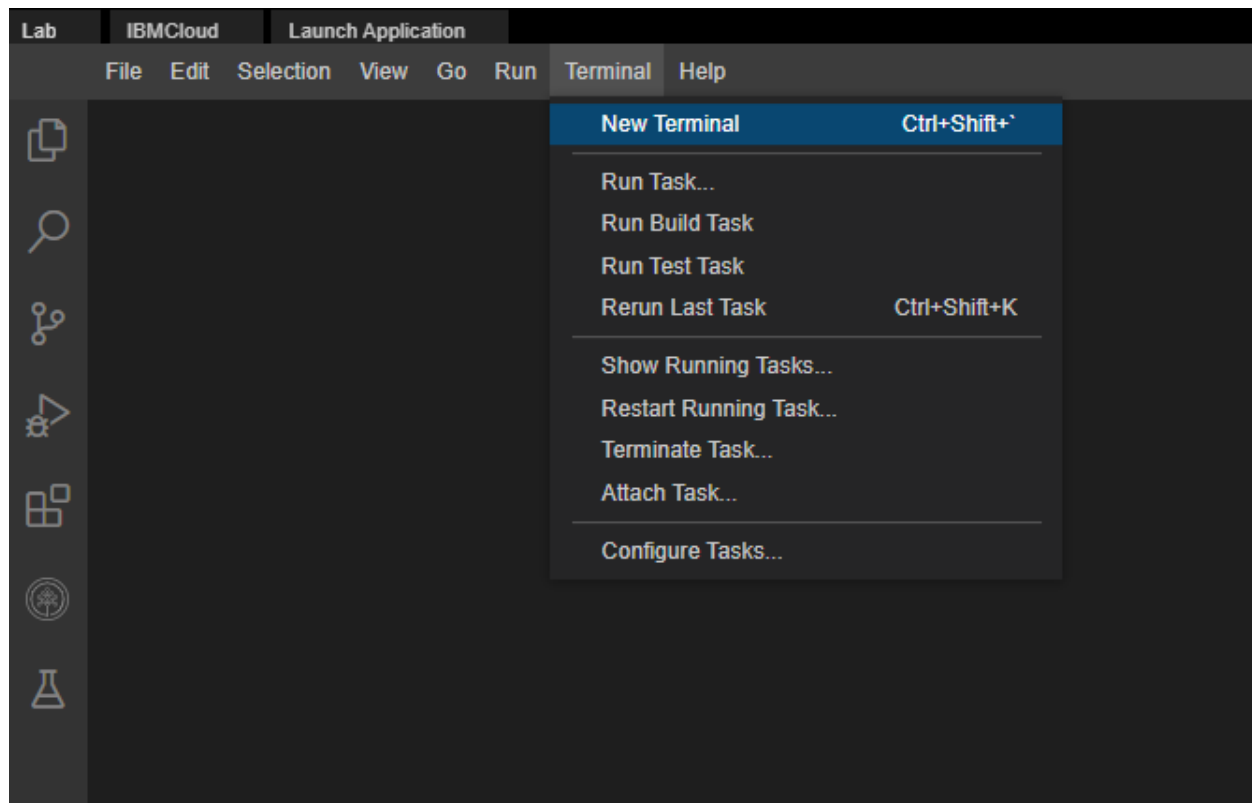 Lab IBMCloud Launch Application
File Edit Selection View Go Run Terminal Help
New Terminal Ctrl+Shift+`
Run Task...
Run Build Task
Run Test Task
Rerun Last Task Ctrl+Shift+K
Show Running Tasks...
Restart Running Task...
Terminate Task...
Attach Task...
Configure Tasks...